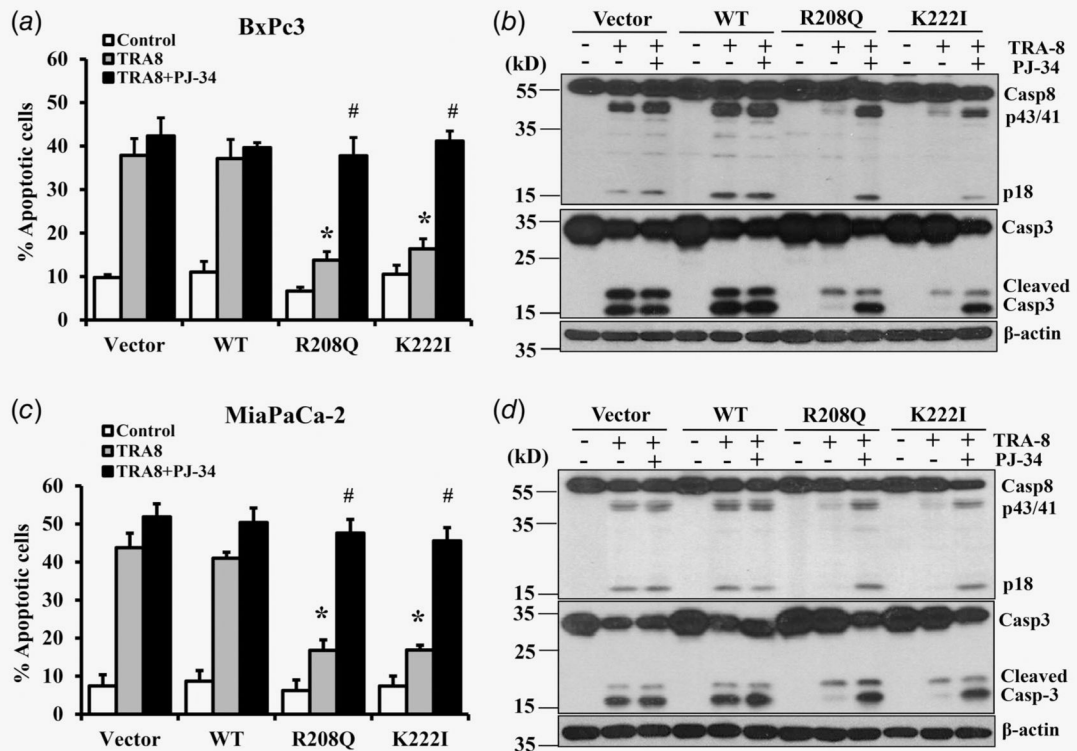 (a)
BxPc3
Control
TRA8
TRA8+PJ-34
% Apoptotic cells
60
50
40
30
20
10
0
#
#
*
*
Vector
WT
R208Q
K222I
(b)
Vector
WT
R208Q
K222I
- + + - + + - + + - + + TRA-8
- - + - - + - - + - - + PJ-34
(kD)
55
35
15
Casp8
p43/41
p18
35
25
15
Casp3
Cleaved
Casp3
35
β-actin
(c)
MiaPaCa-2
Control
TRA8
TRA8+PJ-34
% Apoptotic cells
60
50
40
30
20
10
0
#
#
*
*
Vector
WT
R208Q
K222I
(d)
Vector
WT
R208Q
K222I
- + + - + + - + + - + + TRA-8
- - + - - + - - + - - + PJ-34
(kD)
55
35
15
Casp8
p43/41
p18
35
25
15
Casp3
Cleaved
Casp-3
35
β-actin